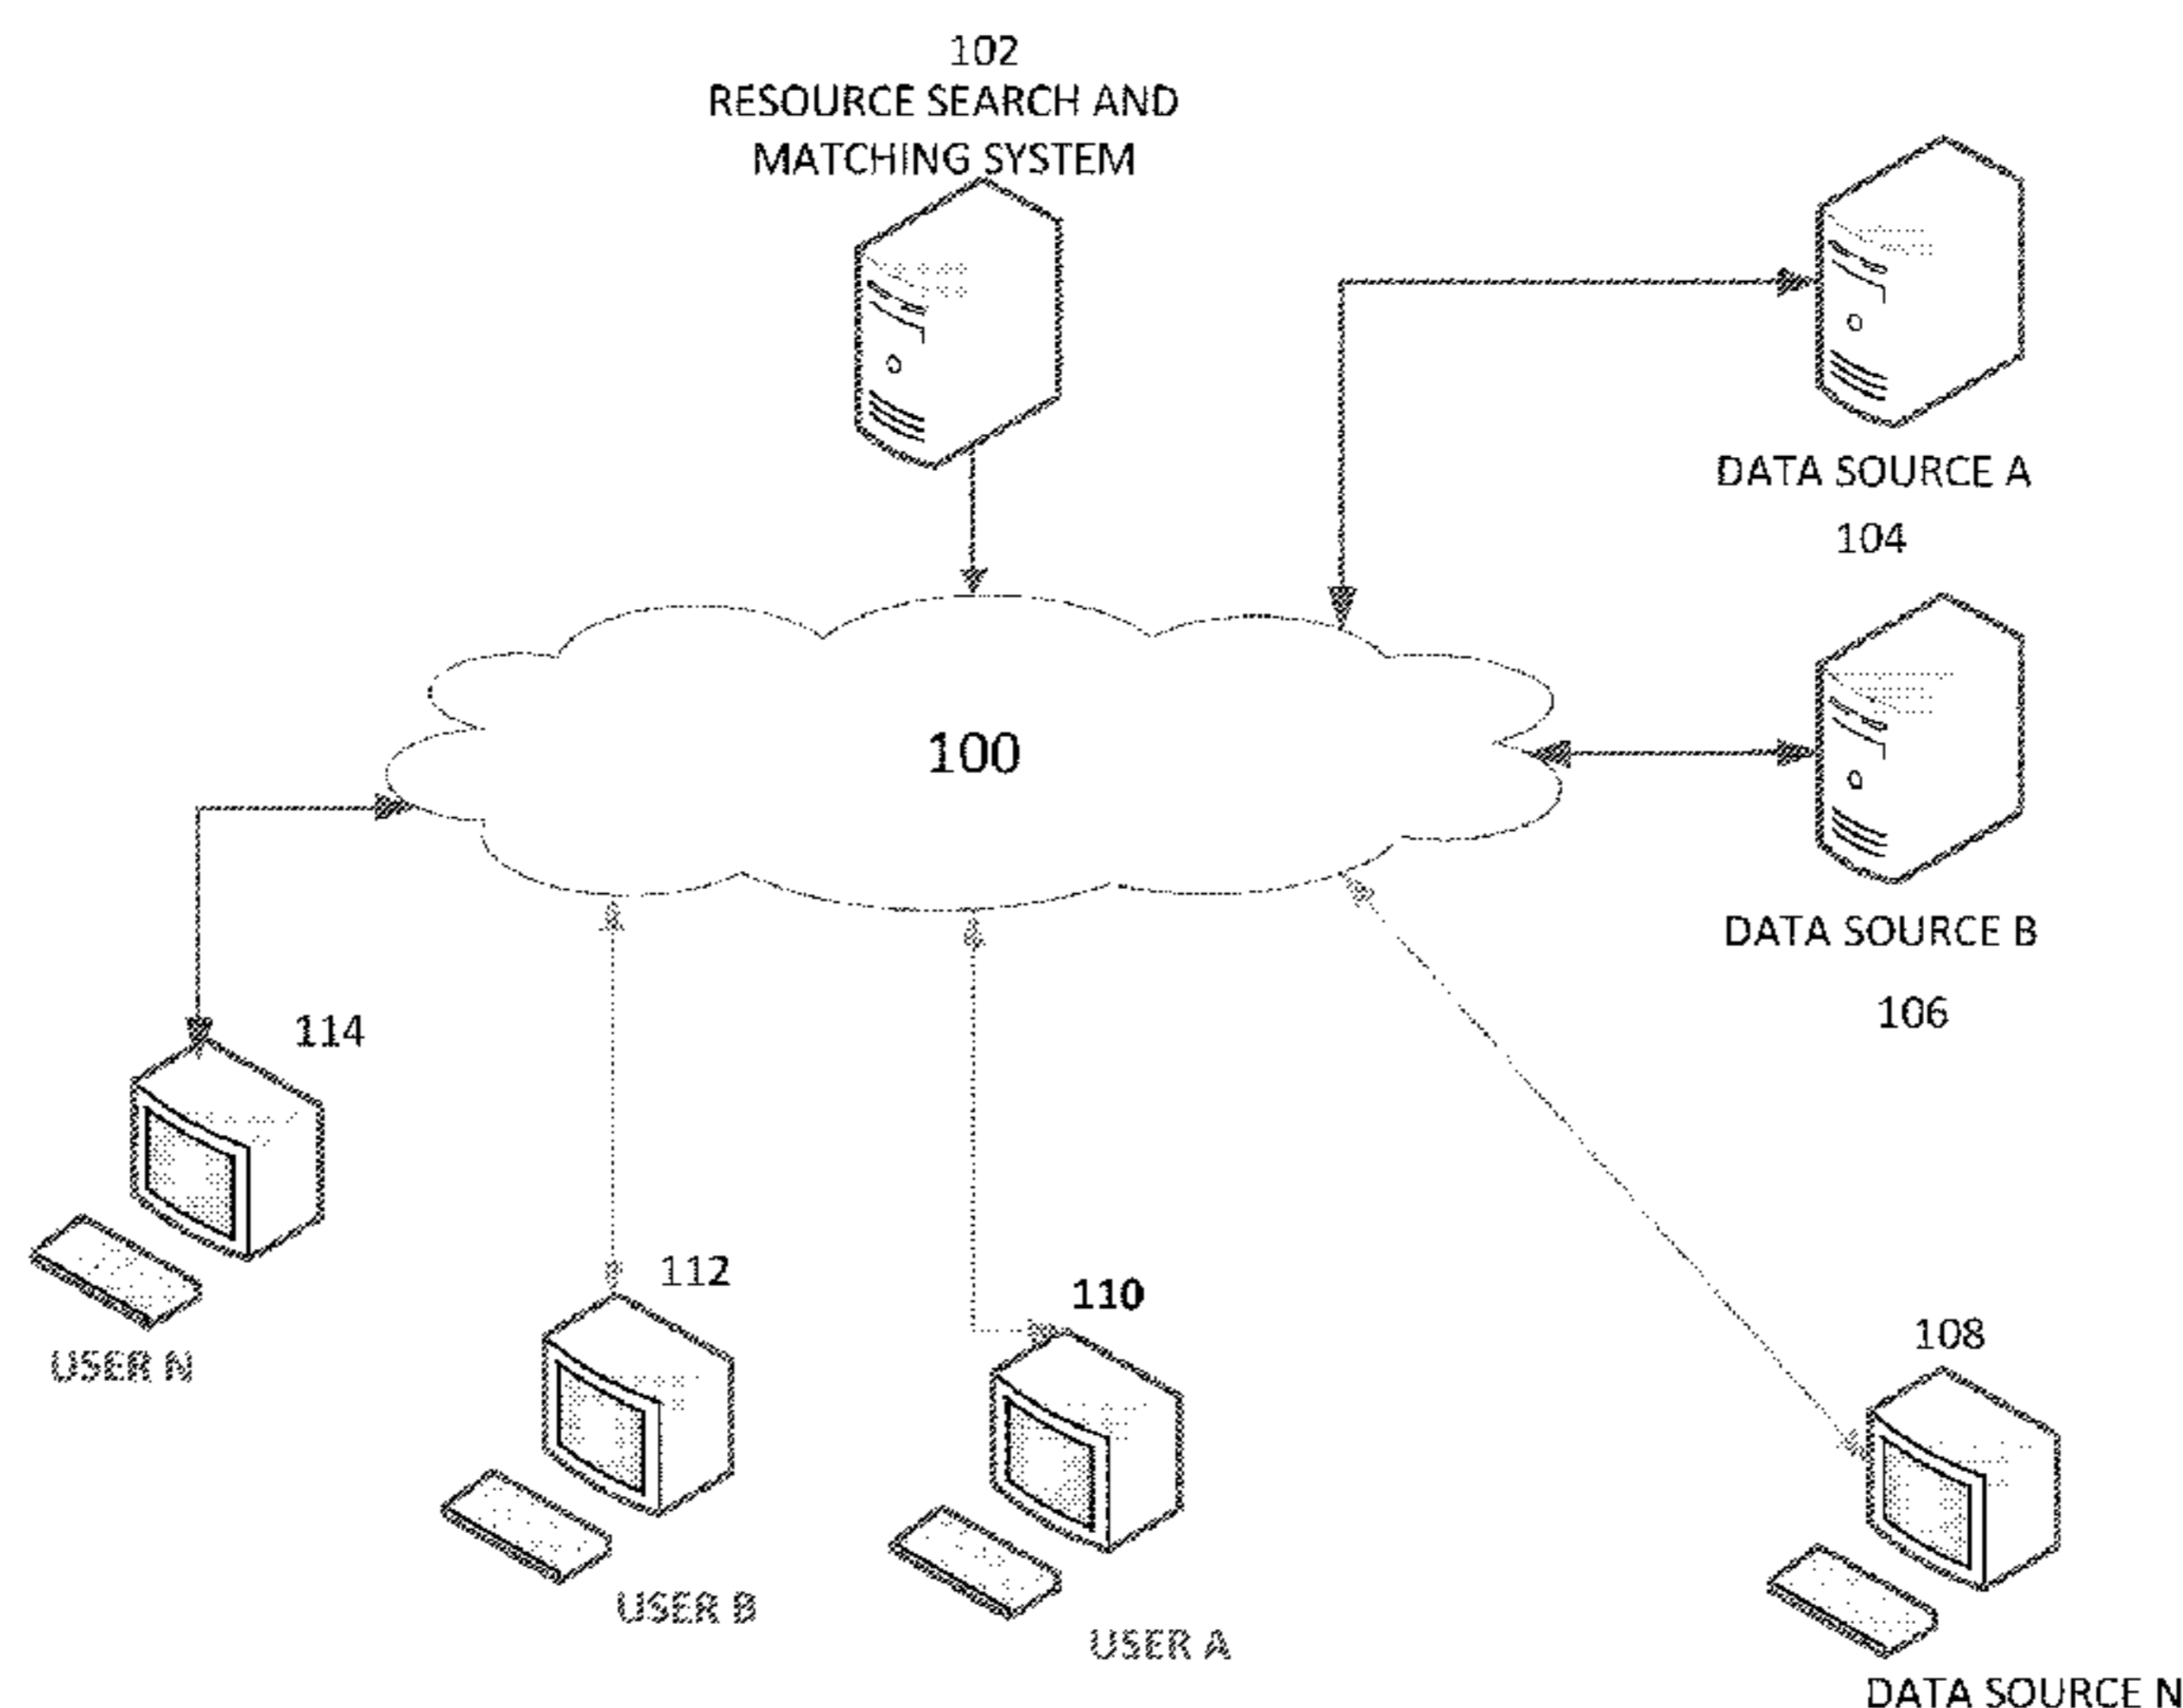 102
RESOURCE SEARCH AND
MATCHING SYSTEM
DATA SOURCE A
104
100
DATA SOURCE B
106
114
USER N
112
USER B
110
USER A
108
DATA SOURCE N